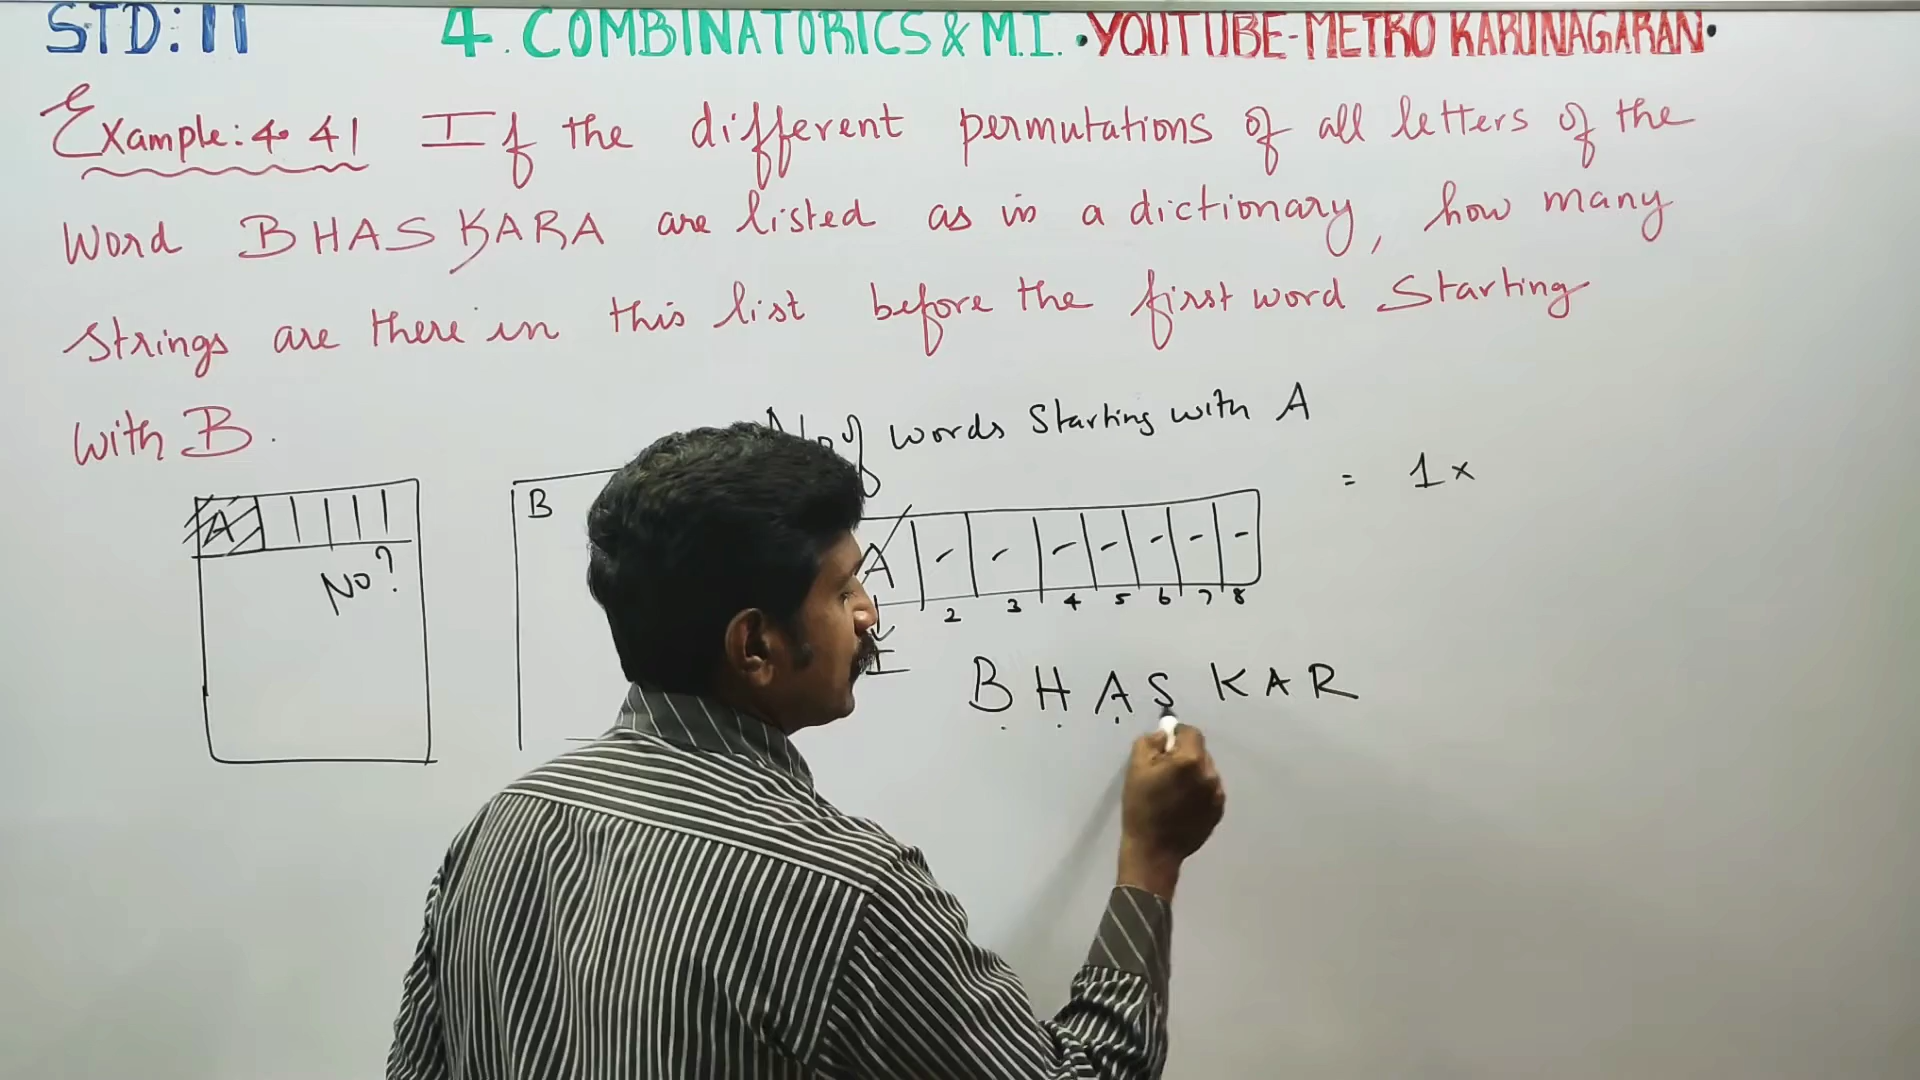 STD: 11 4. COMBINATORICS & M.I. • YOUTUBE-METRO KARUNAGARAN •
Example: 4.41 If the different permutations of all letters of the
Word BHASKARA are listed as in a dictionary, how many
strings are there in this list before the first word Starting
with B.
No. of words Starting with A
= 1 x
A
No?
B
A - - - - - - -
2 3 4 5 6 7 8
B H A S K A R